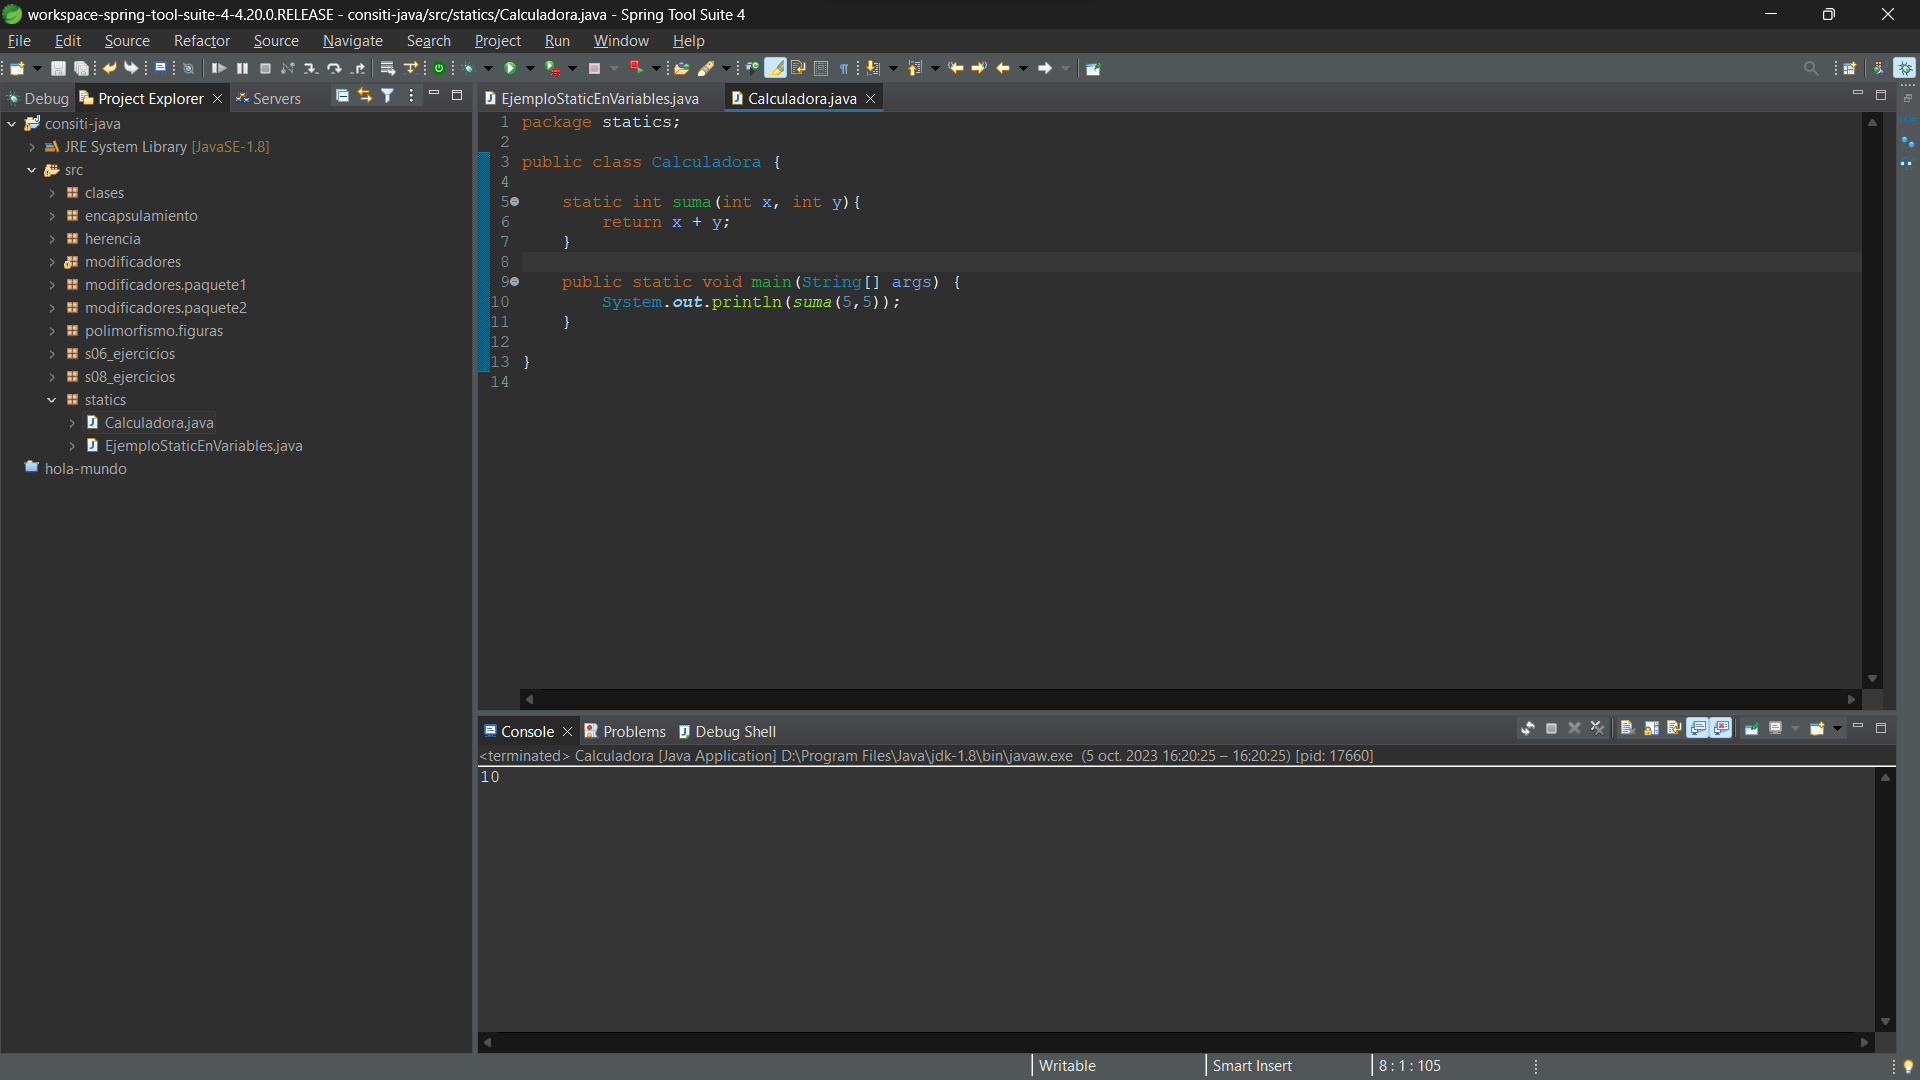 workspace-spring-tool-suite-4-4.20.0.RELEASE - consiti-java/src/statics/Calculadora.java - Spring Tool Suite 4
File Edit Source Refactor Source Navigate Search Project Run Window Help
Debug Project Explorer Servers
consiti-java
JRE System Library [JavaSE-1.8]
src
clases
encapsulamiento
herencia
modificadores
modificadores.paquete1
modificadores.paquete2
polimorfismo.figuras
s06_ejercicios
s08_ejercicios
statics
Calculadora.java
EjemploStaticEnVariables.java
hola-mundo
EjemploStaticEnVariables.java Calculadora.java
1 package statics;
2
3 public class Calculadora {
4
5 static int suma(int x, int y){
6 return x + y;
7 }
8
9 public static void main(String[] args) {
10 System.out.println(suma(5,5));
11 }
12
13 }
14
Console Problems Debug Shell
<terminated> Calculadora [Java Application] D:\Program Files\Java\jdk-1.8\bin\javaw.exe (5 oct. 2023 16:20:25 – 16:20:25) [pid: 17660]
10
Writable Smart Insert 8 : 1 : 105